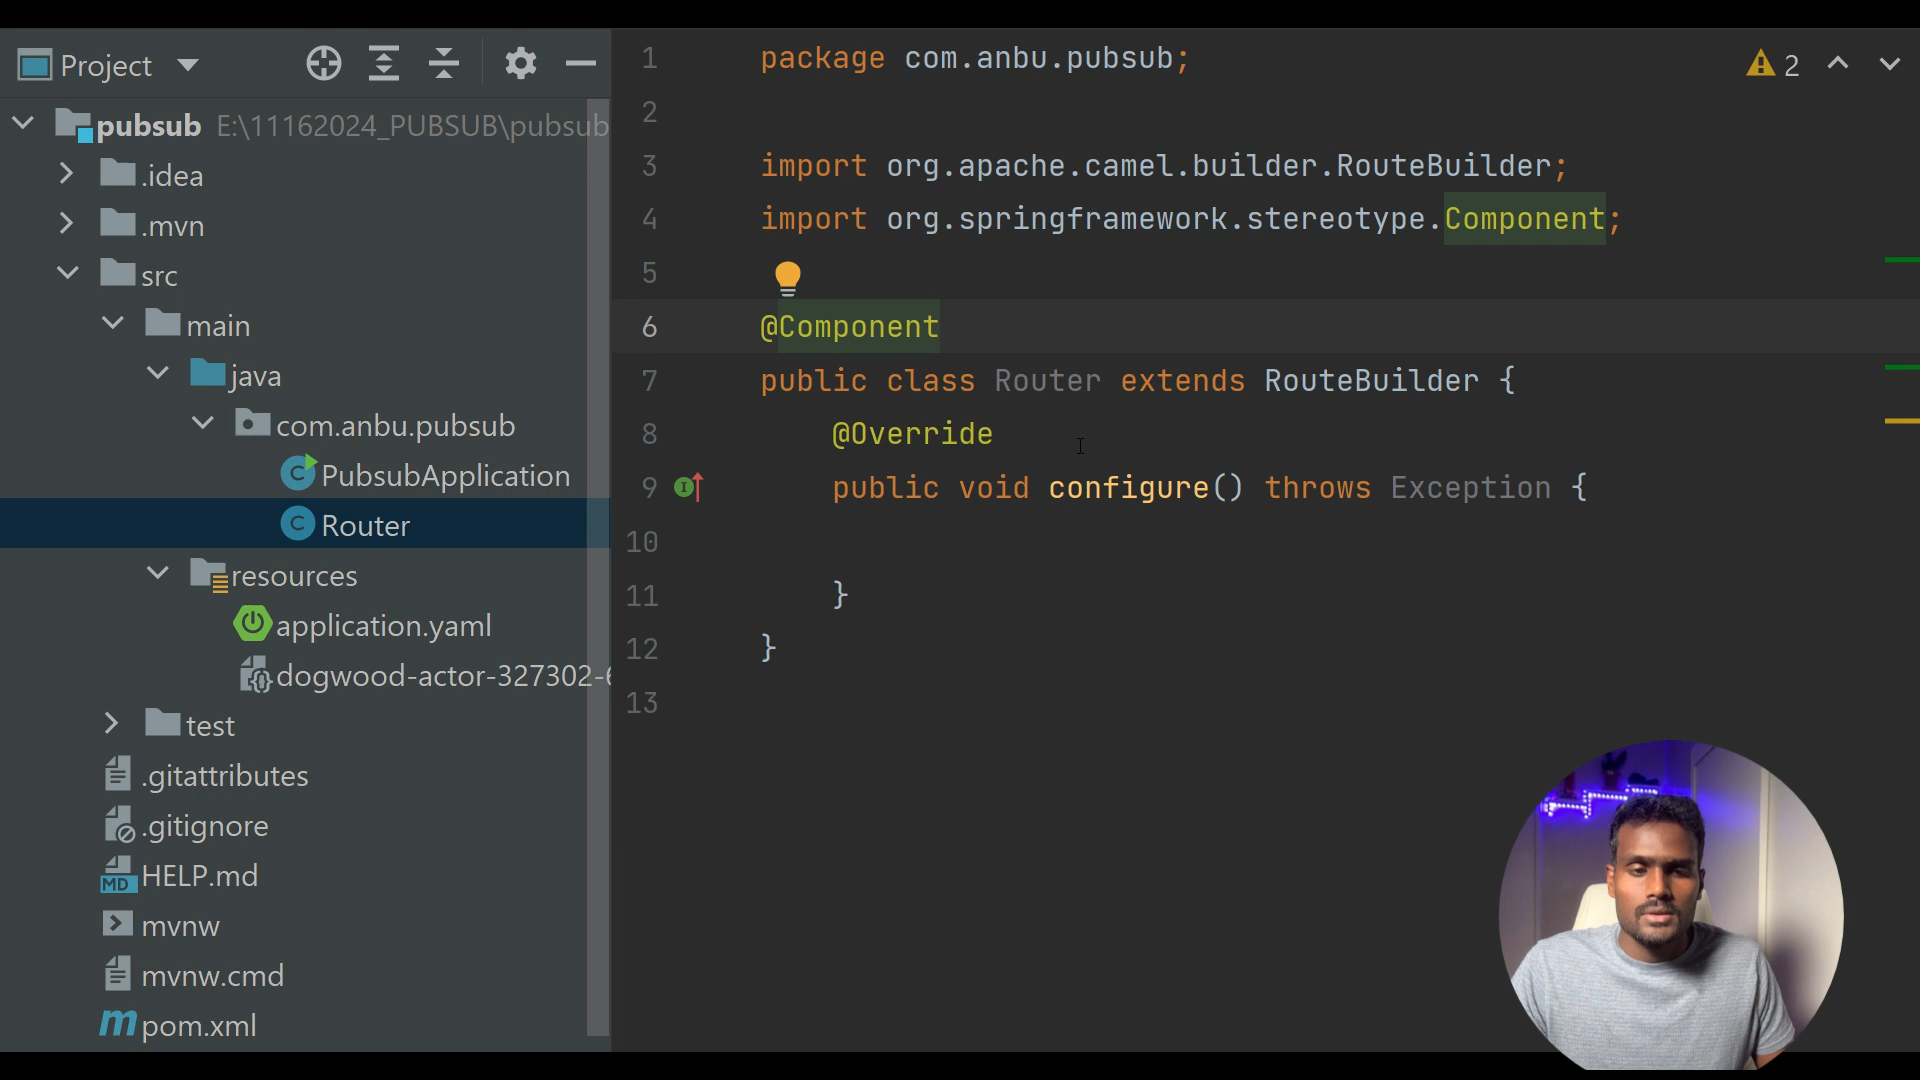 Project
pubsub E:\11162024_PUBSUB\pubsub
.idea
.mvn
src
main
java
com.anbu.pubsub
PubsubApplication
Router
resources
application.yaml
dogwood-actor-327302-6
test
.gitattributes
.gitignore
HELP.md
mvnw
mvnw.cmd
pom.xml
1 package com.anbu.pubsub;
2
3 import org.apache.camel.builder.RouteBuilder;
4 import org.springframework.stereotype.Component;
5
6 @Component
7 public class Router extends RouteBuilder {
8 @Override
9 public void configure() throws Exception {
10
11 }
12 }
13
2